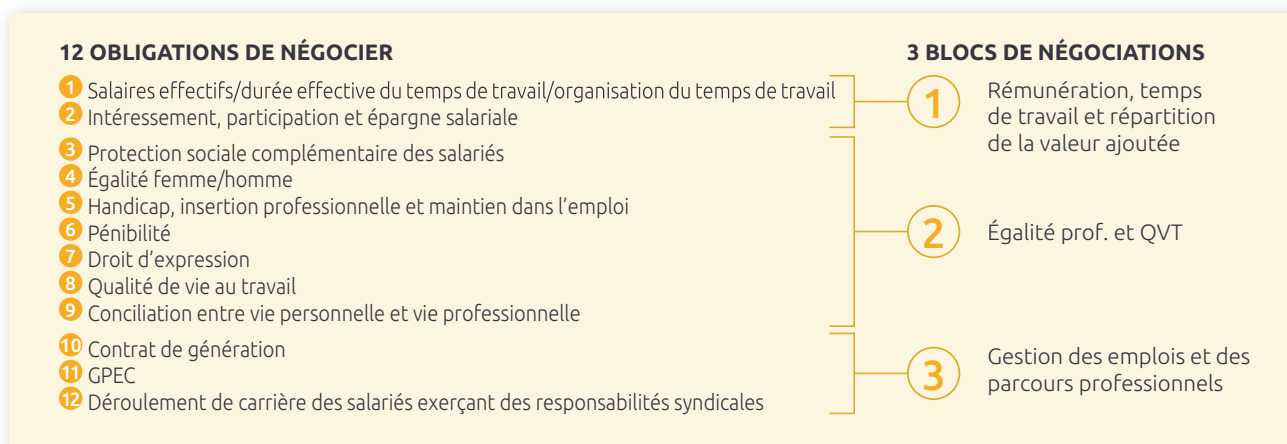 12 OBLIGATIONS DE NÉGOCIER
1 Salaires effectifs/durée effective du temps de travail/organisation du temps de travail
2 Intéressement, participation et épargne salariale
3 Protection sociale complémentaire des salariés
4 Égalité femme/homme
5 Handicap, insertion professionnelle et maintien dans l'emploi
6 Pénibilité
7 Droit d'expression
8 Qualité de vie au travail
9 Conciliation entre vie personnelle et vie professionnelle
10 Contrat de génération
11 GPEC
12 Déroulement de carrière des salariés exerçant des responsabilités syndicales
3 BLOCS DE NÉGOCIATIONS
1 Rémunération, temps
de travail et répartition
de la valeur ajoutée
2 Égalité prof. et QVT
3 Gestion des emplois et des
parcours professionnels